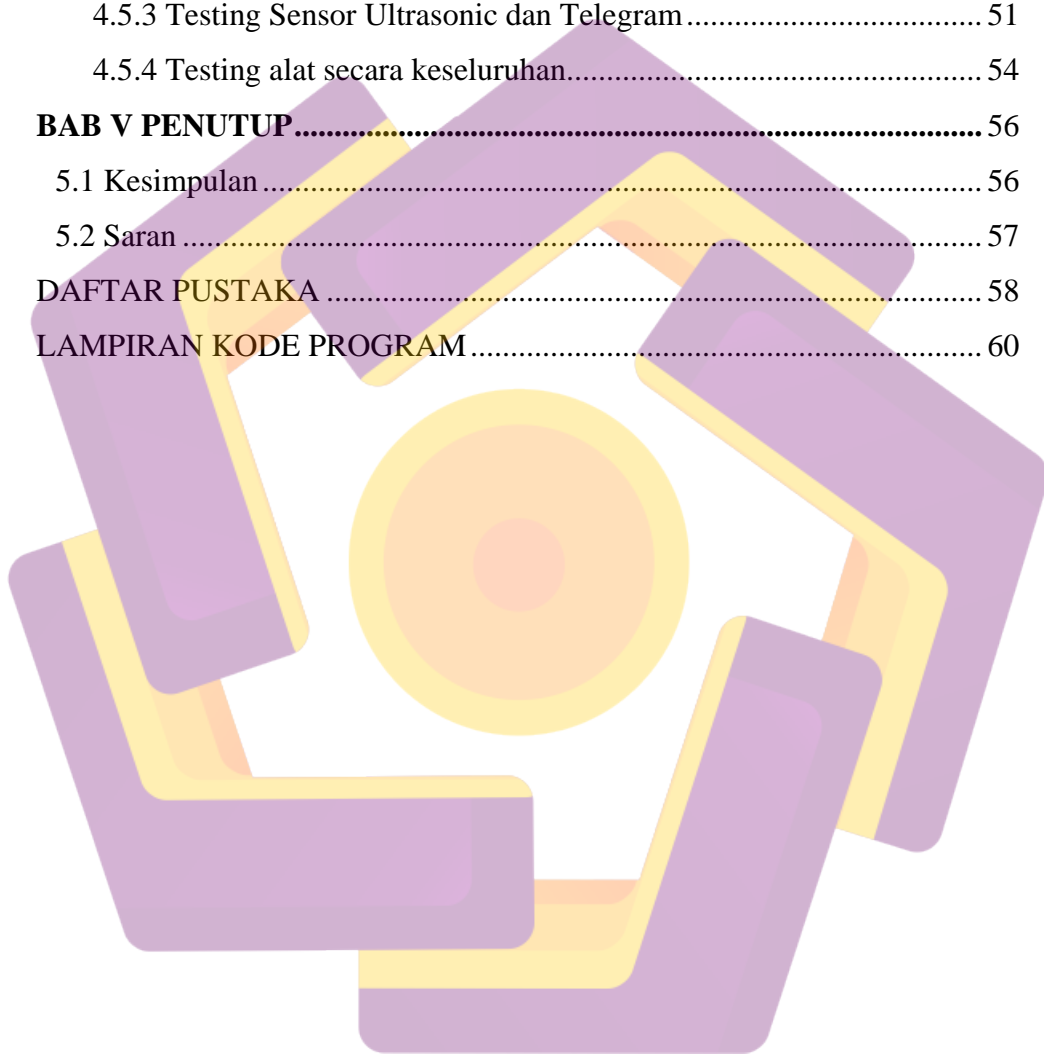 4.5.3 Testing Sensor Ultrasonic dan Telegram.................................. 51
4.5.4 Testing alat secara keseluruhan................................................ 54
BAB V PENUTUP.................................................................................. 56
5.1 Kesimpulan...................................................................................... 56
5.2 Saran ............................................................................................... 57
DAFTAR PUSTAKA .............................................................................. 58
LAMPIRAN KODE PROGRAM............................................................. 60